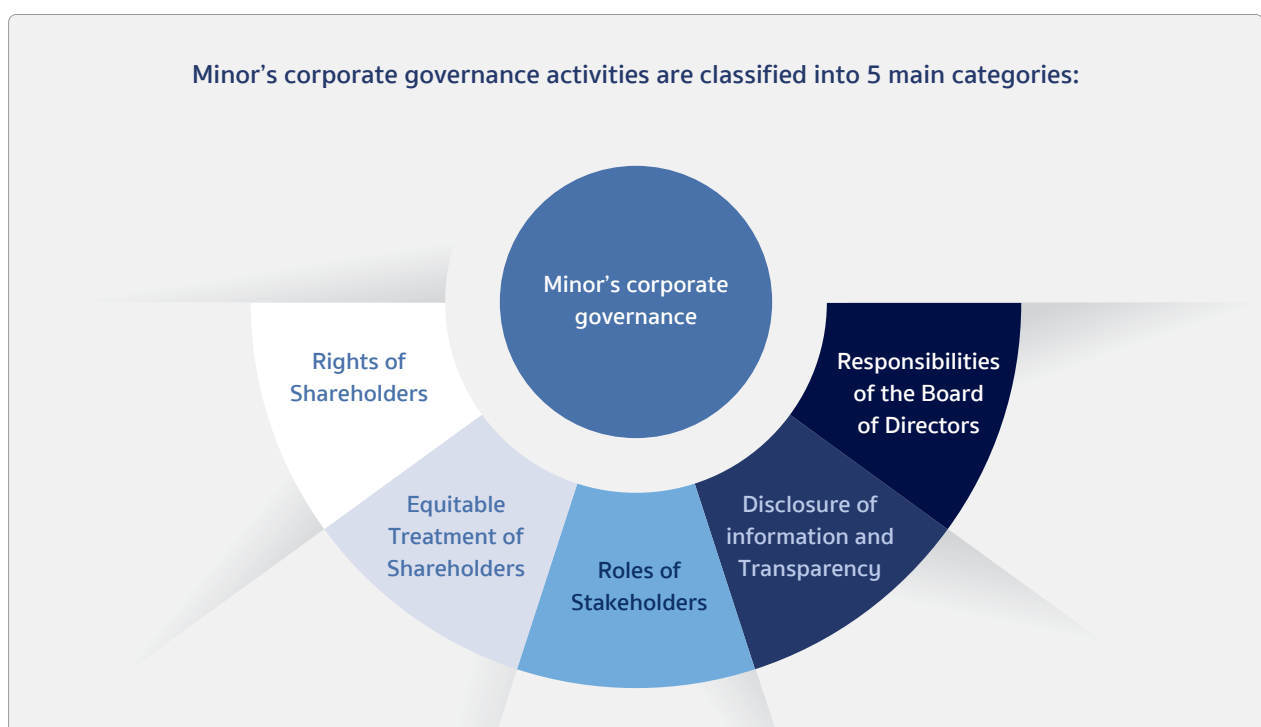 Minor’s corporate governance activities are classified into 5 main categories:
Minor’s corporate
governance
Rights of
Shareholders
Equitable
Treatment of
Shareholders
Roles of
Stakeholders
Disclosure of
information and
Transparency
Responsibilities
of the Board
of Directors